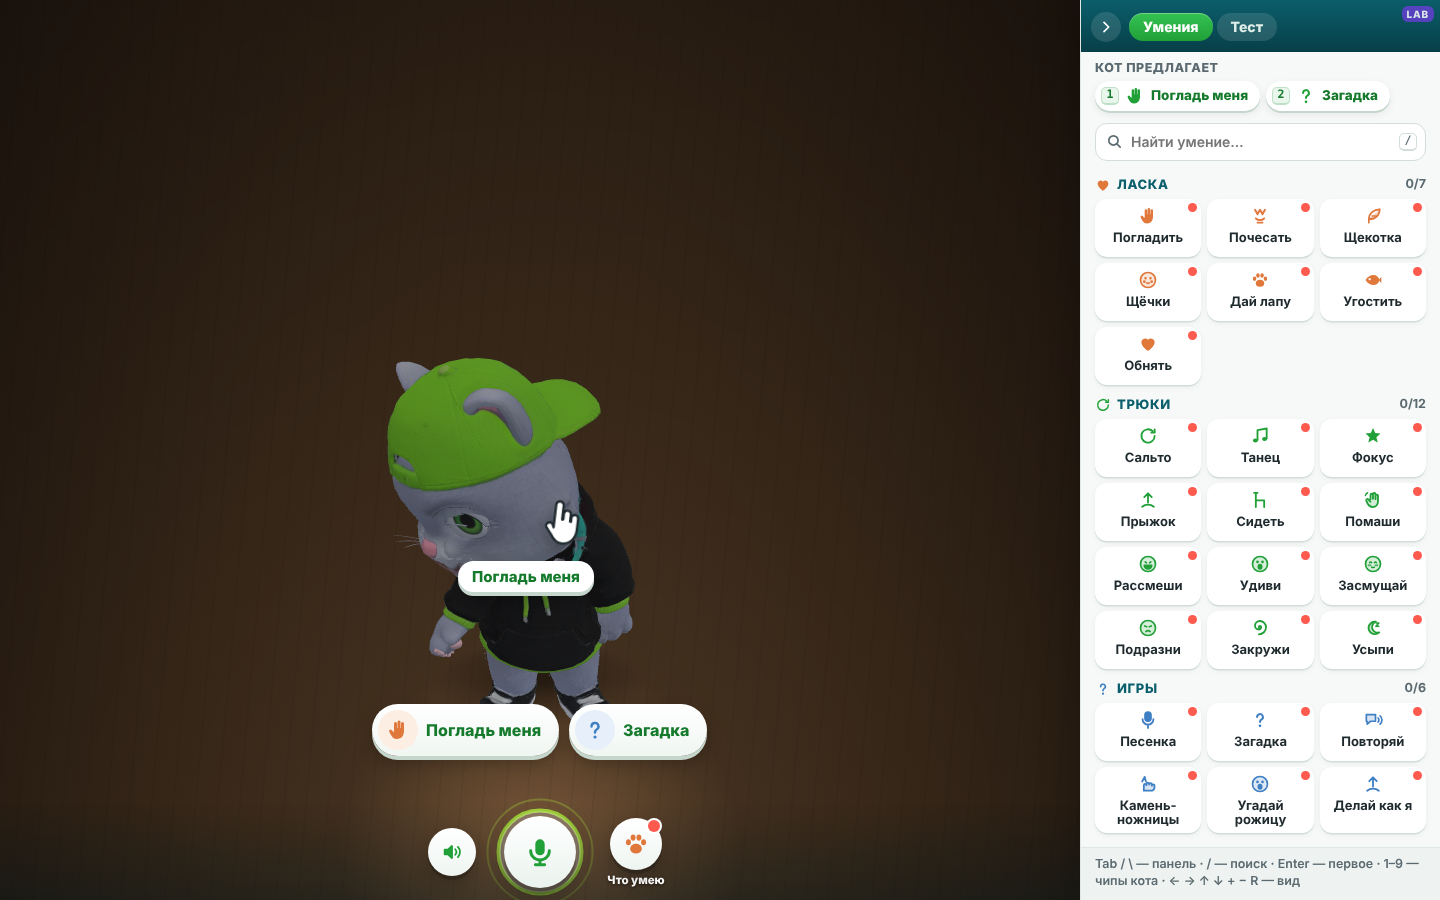 Умения
Тест
LAB
КОТ ПРЕДЛАГАЕТ
1 Погладь меня
2 ? Загадка
Найти умение...
/
ЛАСКА 0/7
Погладить
Почесать
Щекотка
Щёчки
Дай лапу
Угостить
Обнять
ТРЮКИ 0/12
Сальто
Танец
Фокус
Прыжок
Сидеть
Помаши
Рассмеши
Удиви
Засмущай
Подразни
Закружи
Усыпи
? ИГРЫ 0/6
Песенка
? Загадка
Повторяй
Камень-
ножницы
Угадай
рожицу
Делай как я
Tab / \ — панель · / — поиск · Enter — первое · 1–9 —
чипы кота · ← → ↑ ↓ + − R — вид
Погладь меня
Погладь меня
? Загадка
Что умею